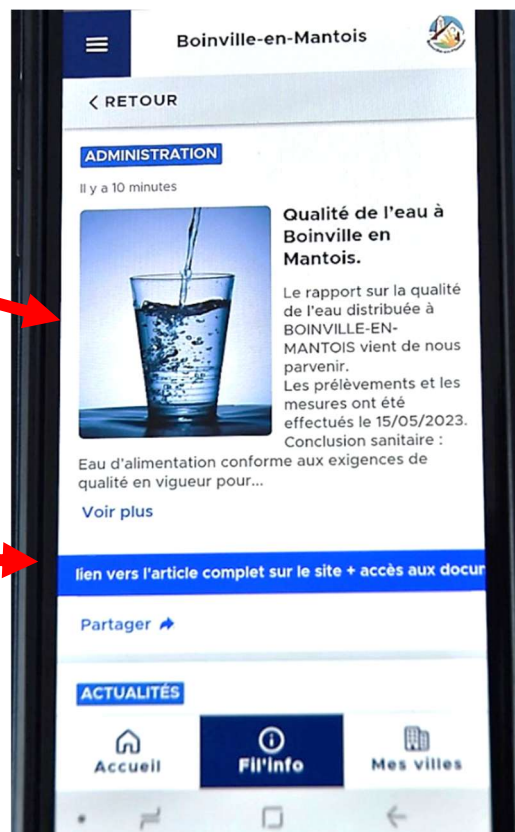 Boinville-en-Mantois
< RETOUR
ADMINISTRATION
Il y a 10 minutes
Qualité de l'eau à
Boinville en
Mantois.
Le rapport sur la qualité
de l'eau distribuée à
BOINVILLE-EN-
MANTOIS vient de nous
parvenir.
Les prélèvements et les
mesures ont été
effectués le 15/05/2023.
Conclusion sanitaire :
Eau d'alimentation conforme aux exigences de
qualité en vigueur pour...
Voir plus
lien vers l'article complet sur le site + accès aux docur
Partager
ACTUALITÉS
Accueil
Fil'Info
Mes villes